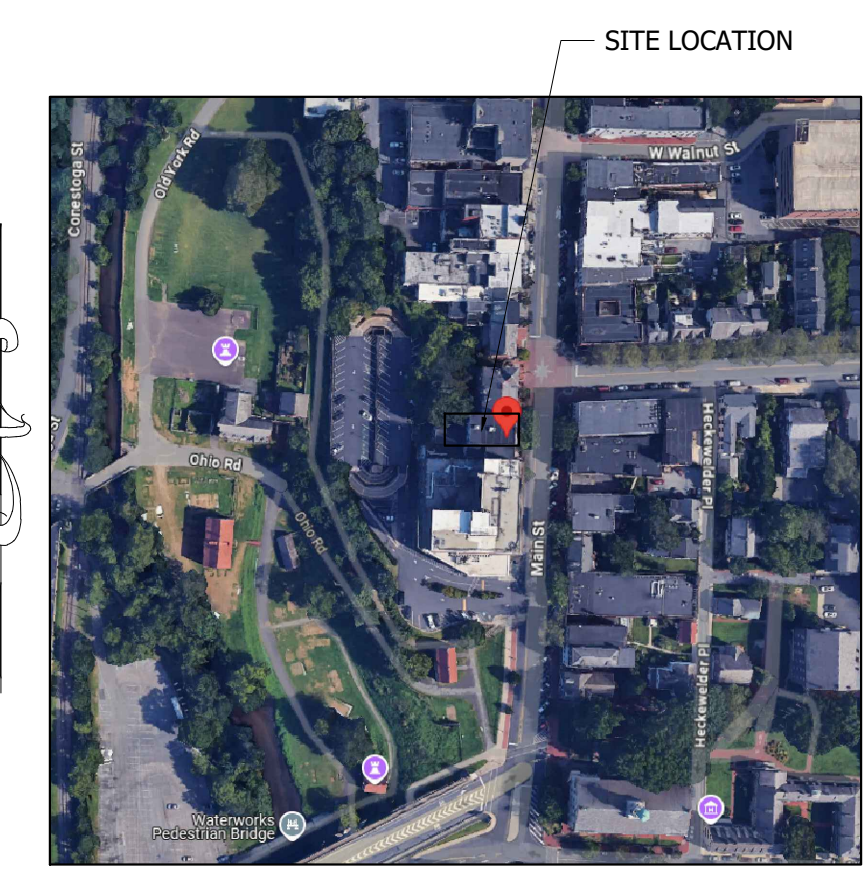 SITE LOCATION
W Walnut St
Old York Rd
Conestoga St
Heckewelder Pl
Ohio Rd
Ohio Rd
Main St
Heckewelder Pl
Waterworks
Pedestrian Bridge